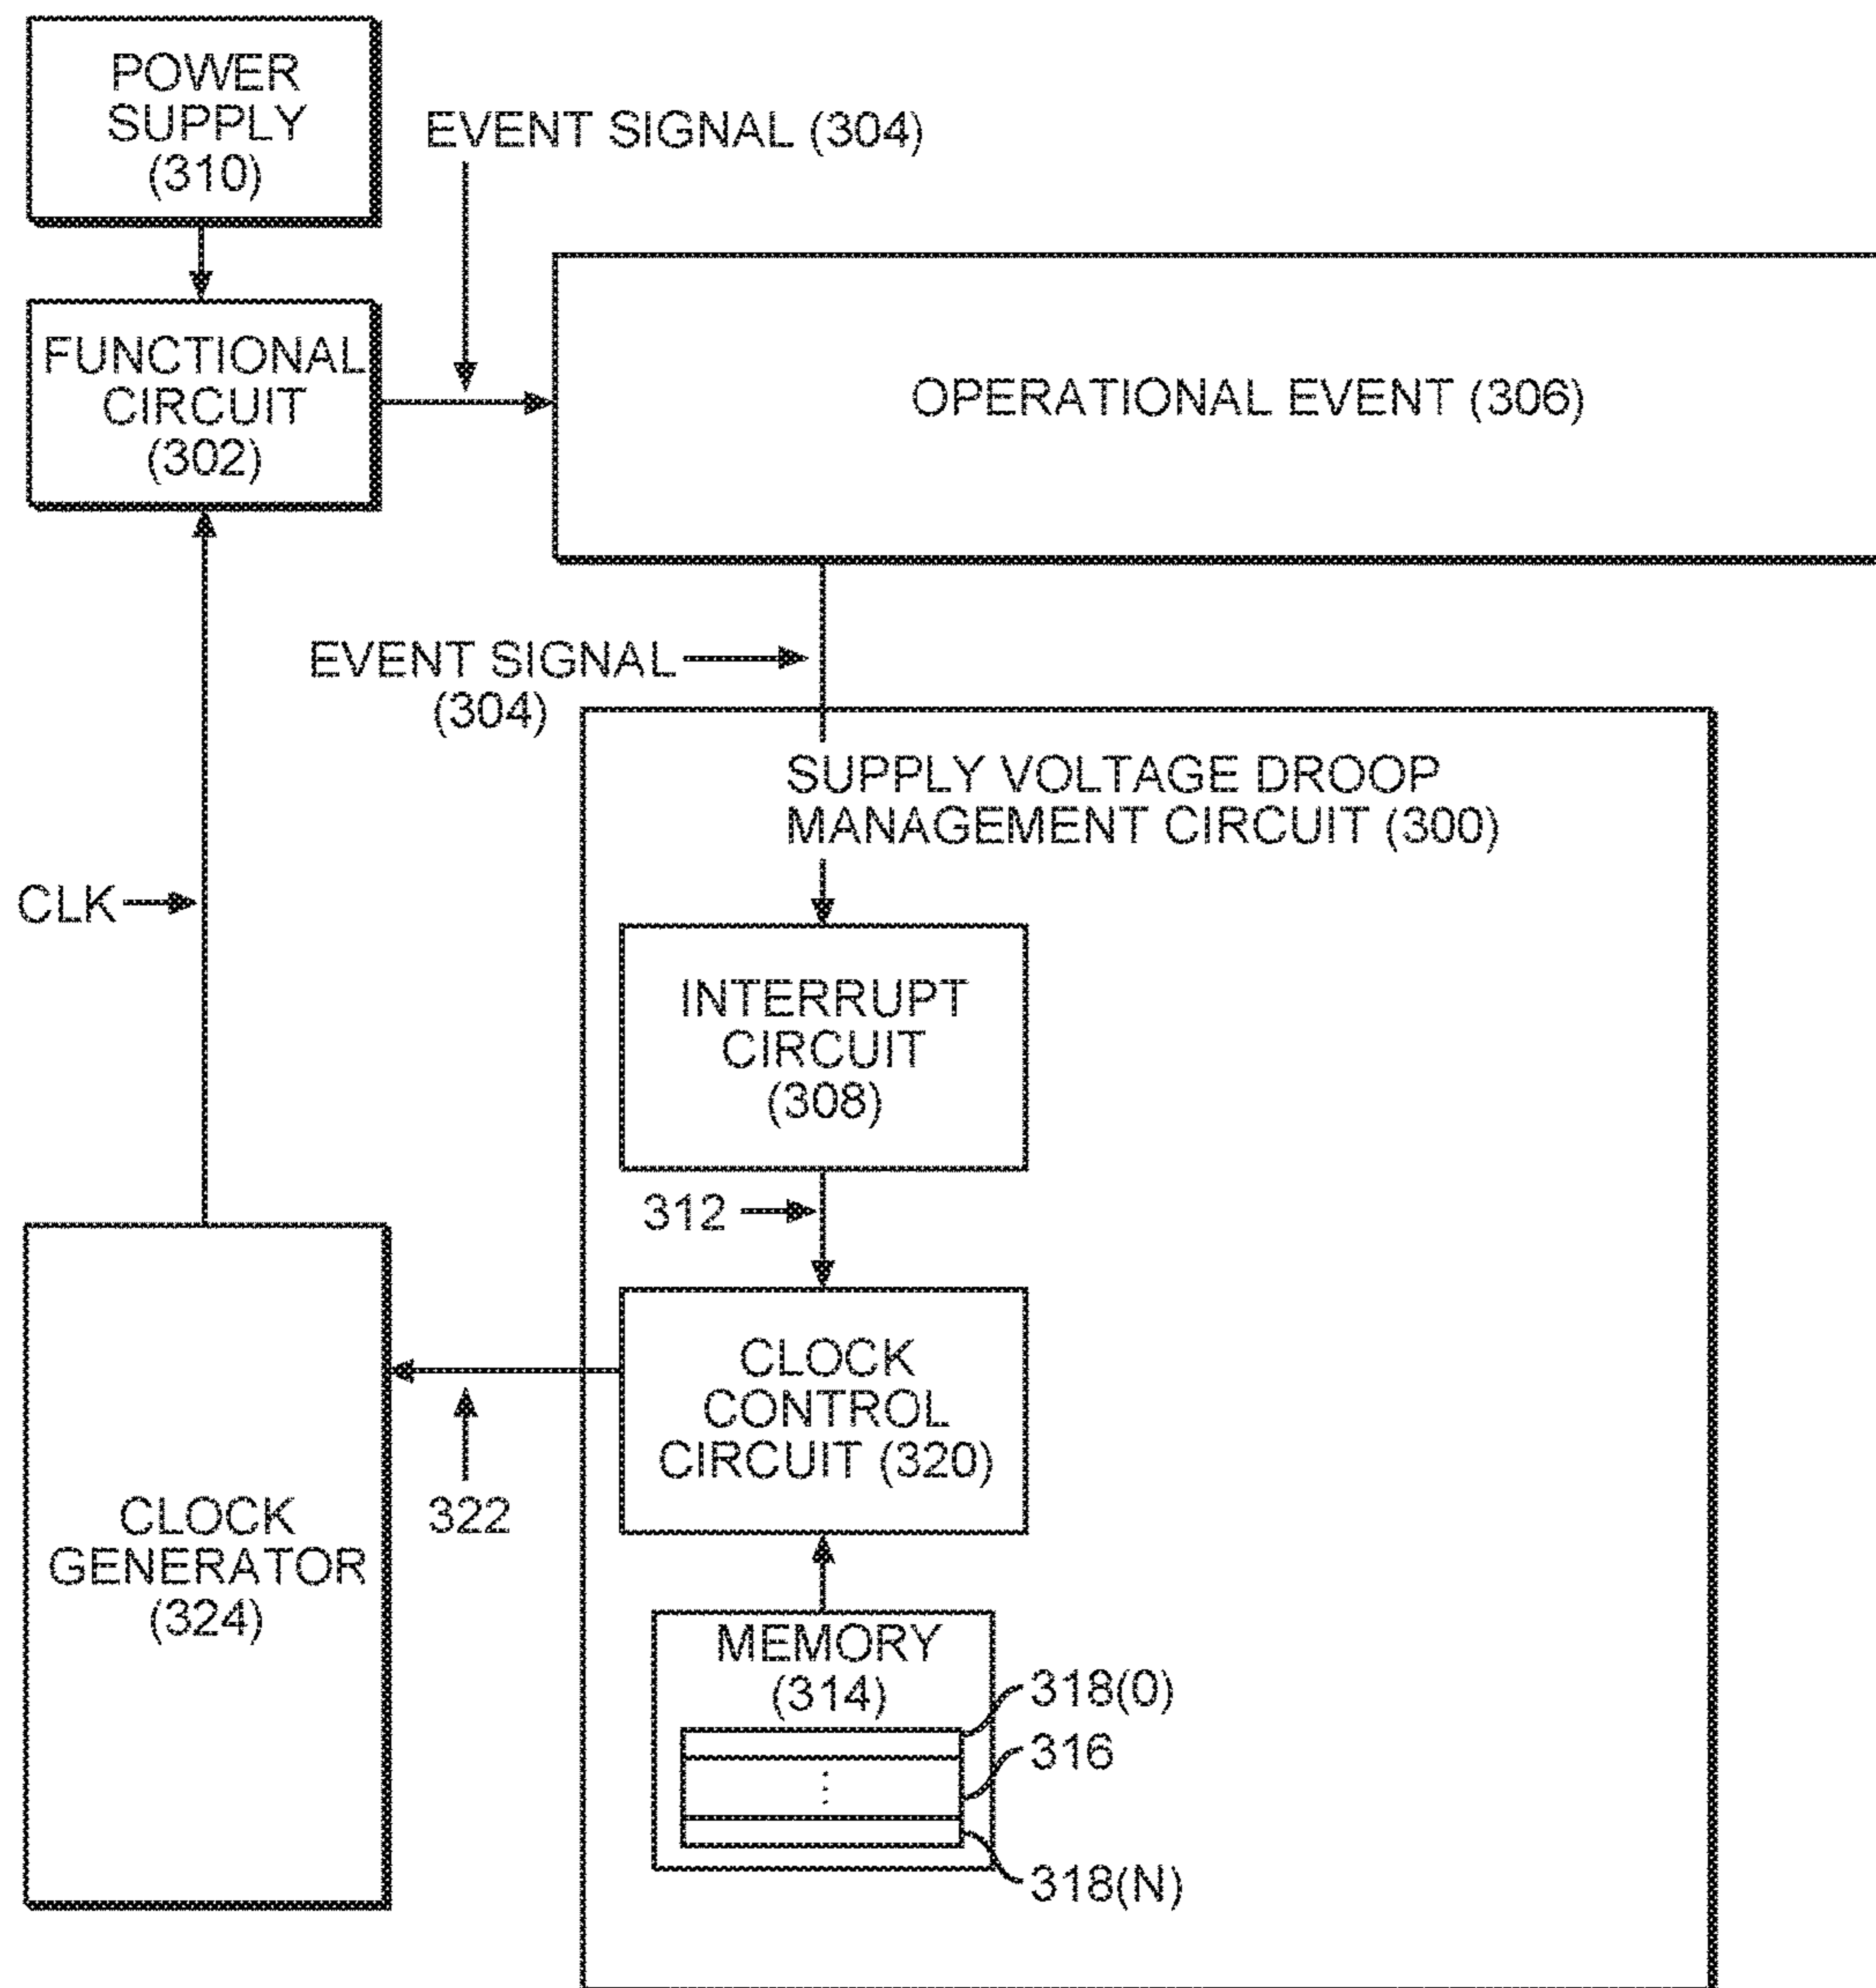 POWER
SUPPLY
(310)
EVENT SIGNAL (304)
FUNCTIONAL
CIRCUIT
(302)
OPERATIONAL EVENT (306)
EVENT SIGNAL
(304)
SUPPLY VOLTAGE DROOP
MANAGEMENT CIRCUIT (300)
CLK
INTERRUPT
CIRCUIT
(308)
312
CLOCK
CONTROL
CIRCUIT (320)
322
CLOCK
GENERATOR
(324)
MEMORY
(314)
318(0)
316
⋮
318(N)